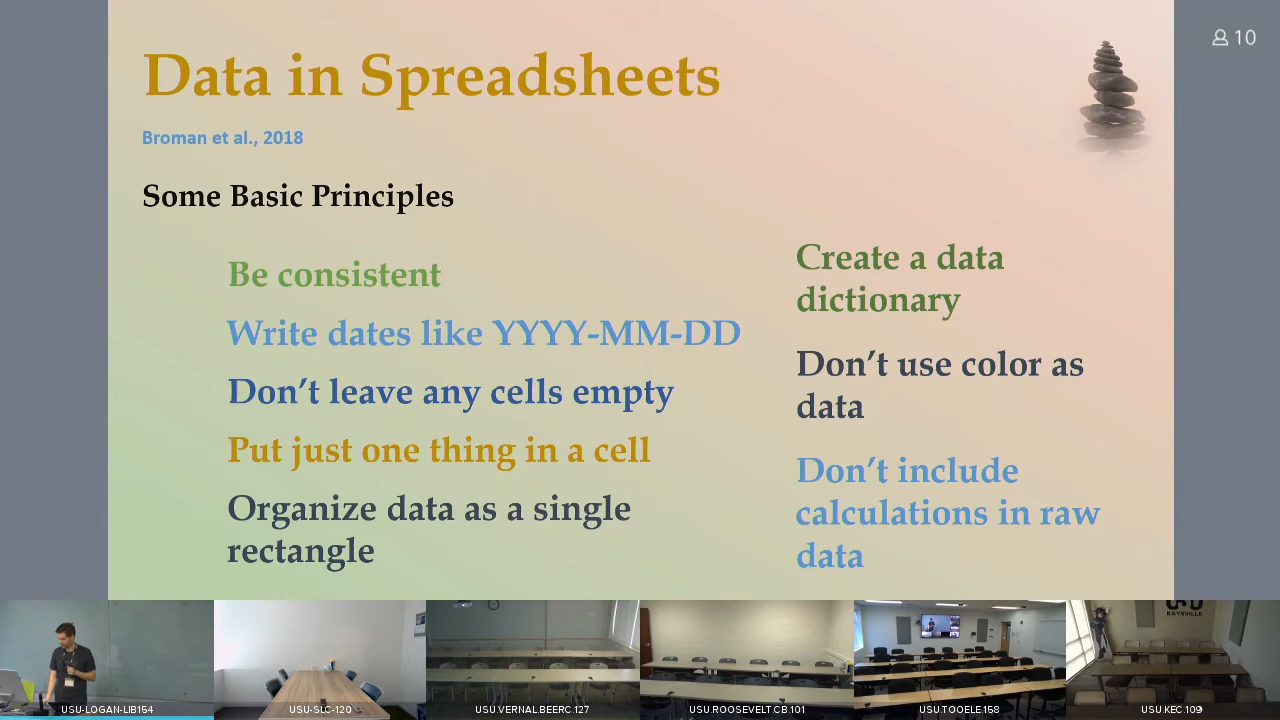 Data in Spreadsheets
10
Broman et al., 2018
Some Basic Principles
Be consistent
Write dates like YYYY-MM-DD
Don’t leave any cells empty
Put just one thing in a cell
Organize data as a single
rectangle
Create a data
dictionary
Don’t use color as
data
Don’t include
calculations in raw
data
USU-LOGAN-LIB154
USU-SLC-120
USU.VERNAL.BEERC.127
USU.ROOSEVELT.CB.101
USU.TOOELE.158
USU
KAYSVILLE
USU.KEC.109